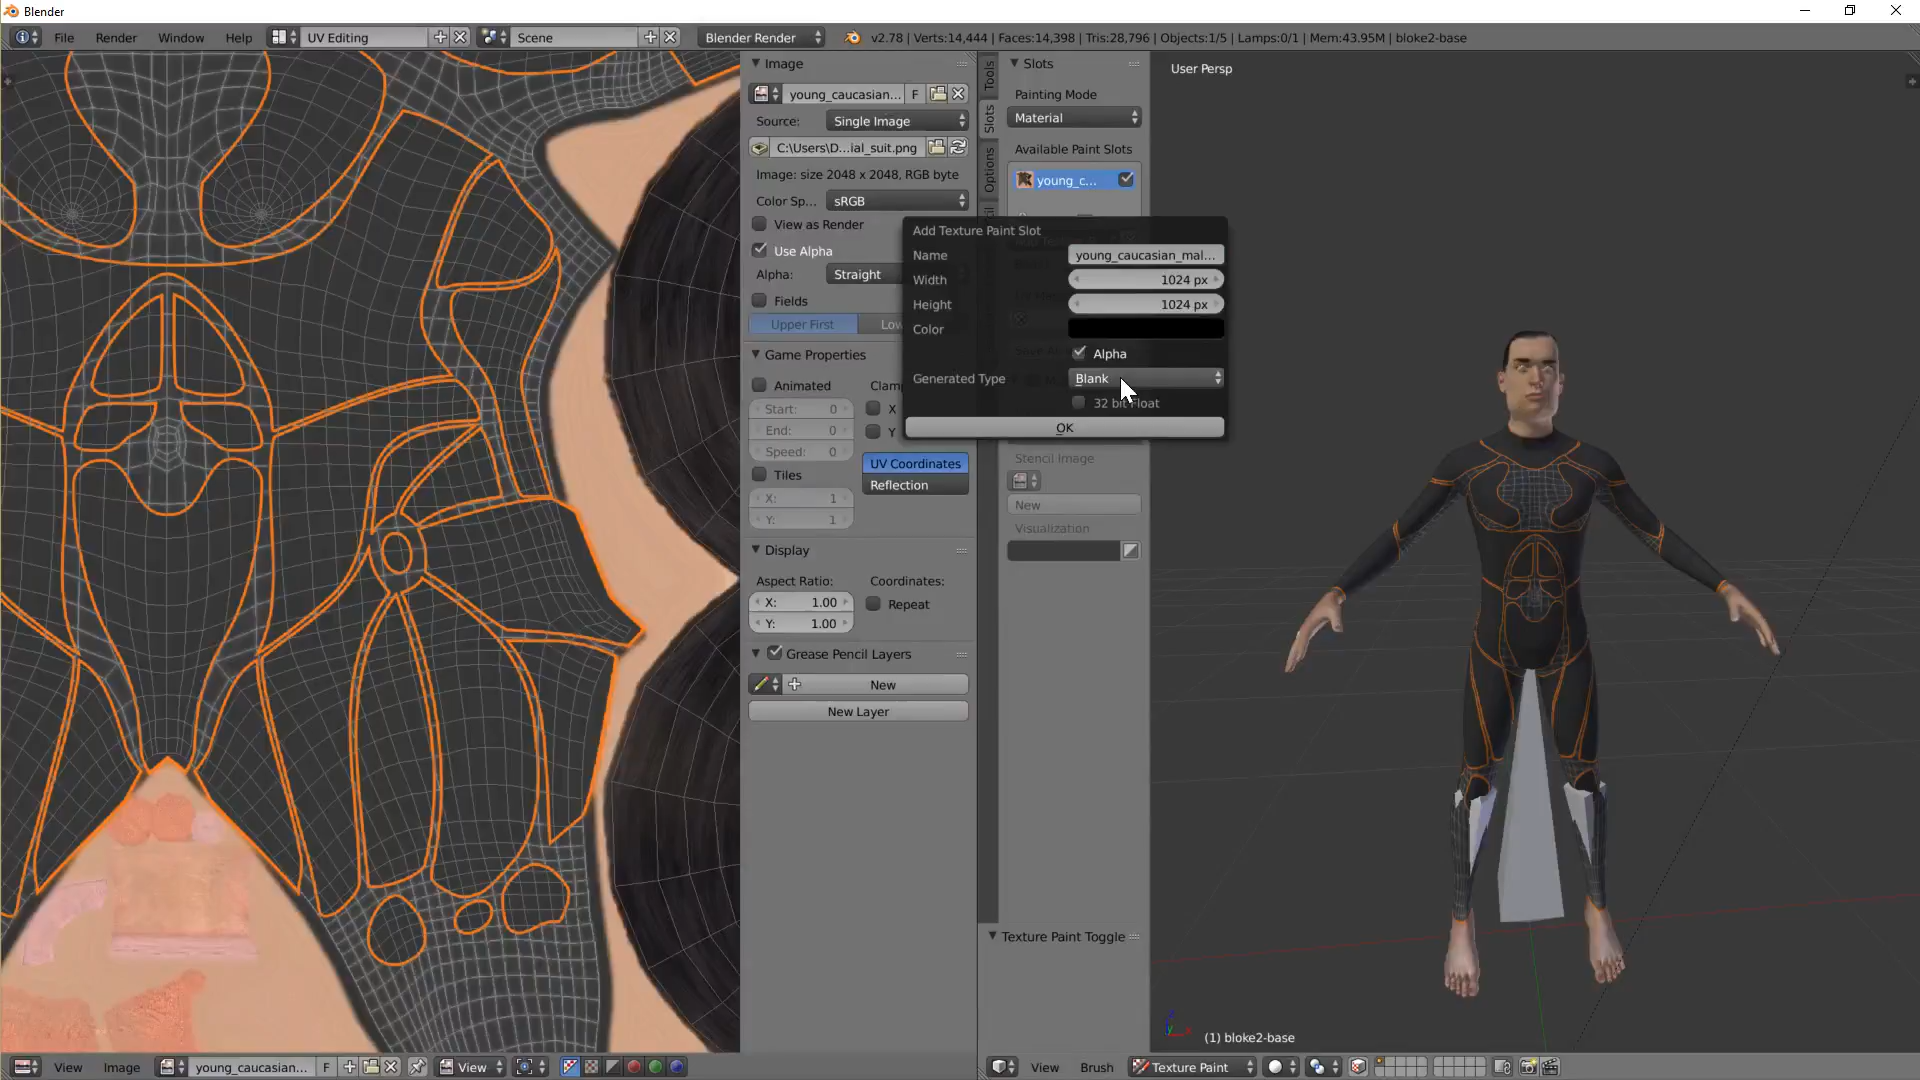 Blender
File Render Window Help UV Editing Scene Blender Render v2.78 | Verts:14,444 | Faces:14,398 | Tris:28,796 | Objects:1/5 | Lamps:0/1 | Mem:43.95M | bloke2-base
Image
young_caucasian... F
Source: Single Image
C:\Users\D...ial_suit.png
Image: size 2048 x 2048, RGB byte
Color Sp... sRGB
View as Render
Use Alpha
Alpha: Straight
Fields
Upper First Low
Game Properties
Animated Clam
Start: 0 X
End: 0 Y
Speed: 0
UV Coordinates
Tiles Reflection
X: 1
Y: 1
Display
Aspect Ratio: Coordinates:
X: 1.00 Repeat
Y: 1.00
Grease Pencil Layers
New
New Layer
Tools
Slots
Options
Slots
Painting Mode
Material
Available Paint Slots
young_c...
Add Texture Paint Slot
Name young_caucasian_mal...
Width 1024 px
Height 1024 px
Color
Alpha
Generated Type Blank
32 bit Float
OK
Stencil Image
New
Visualization
Texture Paint Toggle
User Persp
(1) bloke2-base
View Image young_caucasian... F View
View Brush Texture Paint